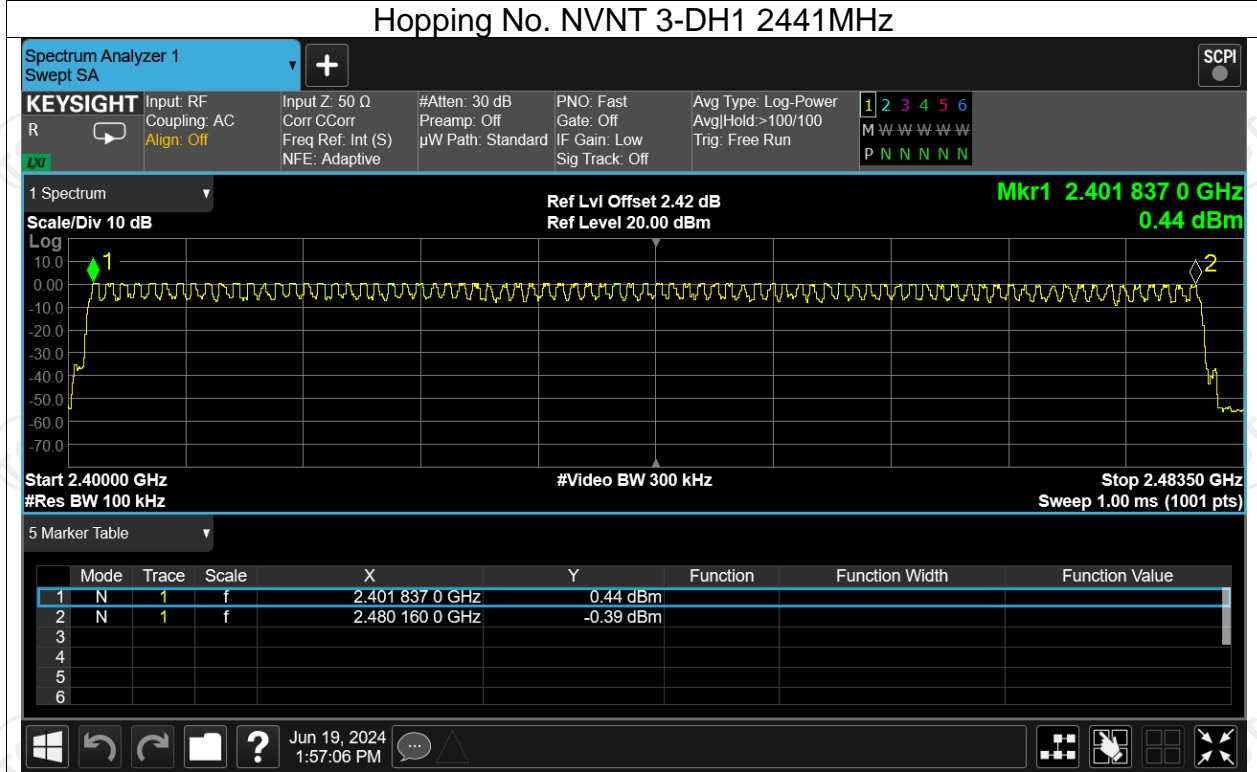 Hopping No. NVNT 3-DH1 2441MHz
Spectrum Analyzer 1
Swept SA
+
SCPI
KEYSIGHT
R
LXI
Input: RF
Coupling: AC
Align: Off
Input Z: 50 Ω
Corr CCorr
Freq Ref: Int (S)
NFE: Adaptive
#Atten: 30 dB
Preamp: Off
µW Path: Standard
PNO: Fast
Gate: Off
IF Gain: Low
Sig Track: Off
Avg Type: Log-Power
Avg|Hold:>100/100
Trig: Free Run
1 2 3 4 5 6
M W W W W W
P N N N N N
1 Spectrum
Scale/Div 10 dB
Ref Lvl Offset 2.42 dB
Ref Level 20.00 dBm
Mkr1 2.401 837 0 GHz
0.44 dBm
Log
10.0
0.00
-10.0
-20.0
-30.0
-40.0
-50.0
-60.0
-70.0
1
2
Start 2.40000 GHz
#Video BW 300 kHz
Stop 2.48350 GHz
#Res BW 100 kHz
Sweep 1.00 ms (1001 pts)
5 Marker Table
Mode Trace Scale X Y Function Function Width Function Value
1 N 1 f 2.401 837 0 GHz 0.44 dBm
2 N 1 f 2.480 160 0 GHz -0.39 dBm
3
4
5
6
?
Jun 19, 2024
1:57:06 PM